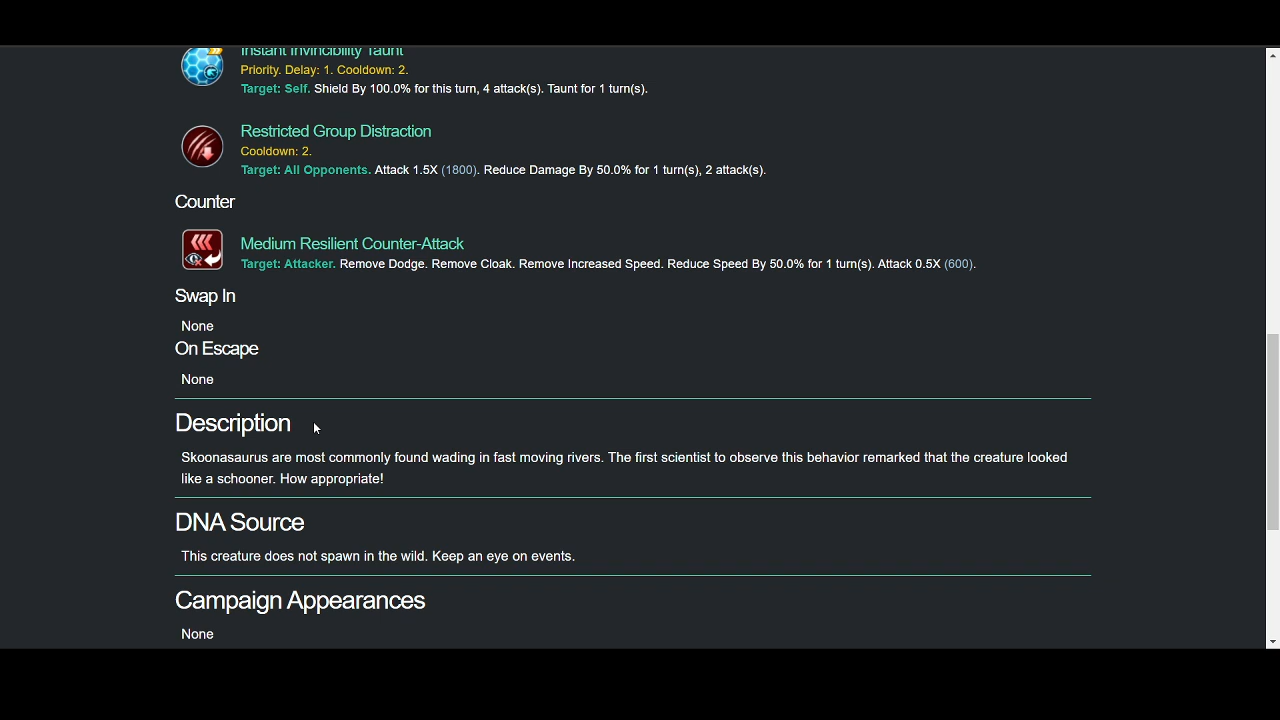 Instant Invincibility Taunt
Priority. Delay: 1. Cooldown: 2.
Target: Self. Shield By 100.0% for this turn, 4 attack(s). Taunt for 1 turn(s).
Restricted Group Distraction
Cooldown: 2.
Target: All Opponents. Attack 1.5X (1800). Reduce Damage By 50.0% for 1 turn(s), 2 attack(s).
Counter
Medium Resilient Counter-Attack
Target: Attacker. Remove Dodge. Remove Cloak. Remove Increased Speed. Reduce Speed By 50.0% for 1 turn(s). Attack 0.5X (600).
Swap In
None
On Escape
None
Description
Skoonasaurus are most commonly found wading in fast moving rivers. The first scientist to observe this behavior remarked that the creature looked
like a schooner. How appropriate!
DNA Source
This creature does not spawn in the wild. Keep an eye on events.
Campaign Appearances
None